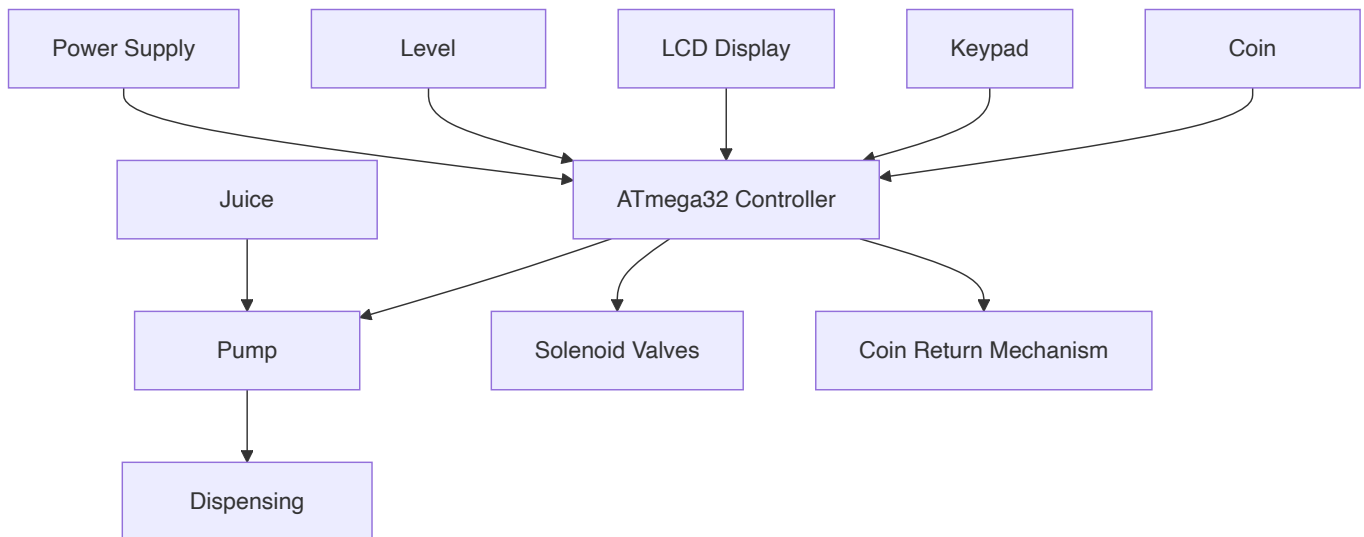 Power Supply
Level
LCD Display
Keypad
Coin
Juice
ATmega32 Controller
Pump
Solenoid Valves
Coin Return Mechanism
Dispensing